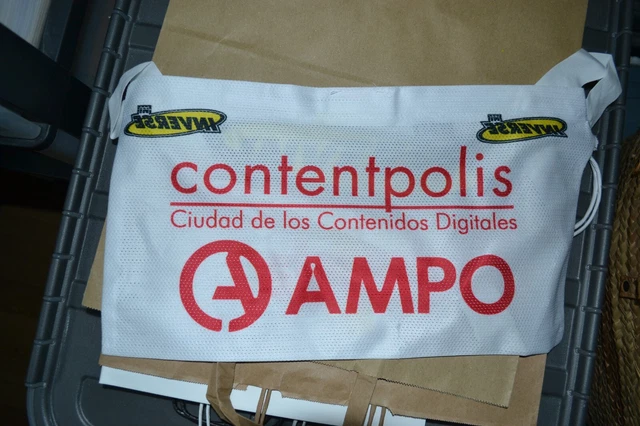 INVERSE INVERSE
contentpolis
Ciudad de los Contenidos Digitales
AMPO